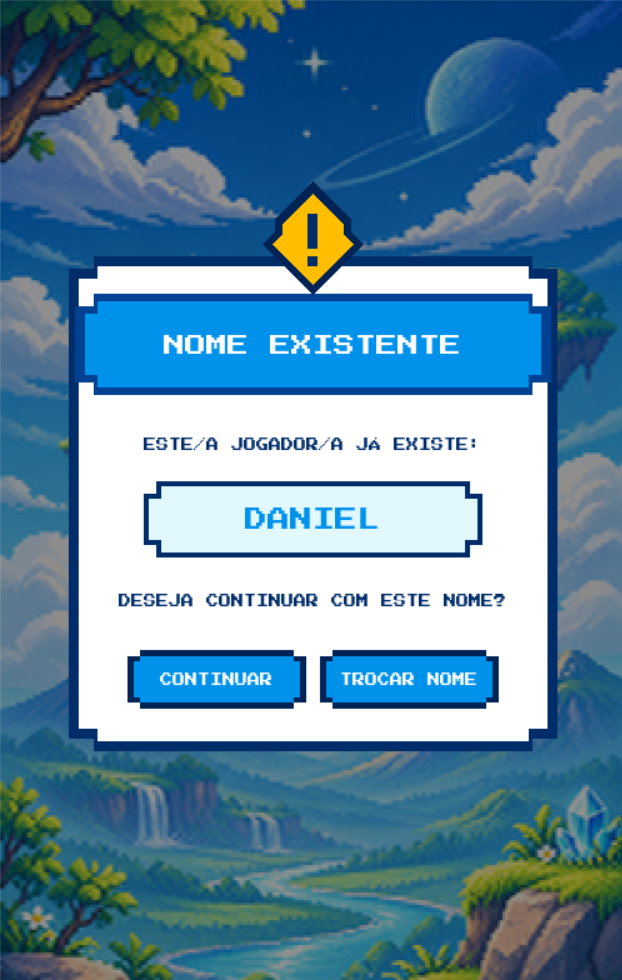 !
NOME EXISTENTE
ESTE/A JOGADOR/A JÁ EXISTE:
DANIEL
DESEJA CONTINUAR COM ESTE NOME?
CONTINUAR
TROCAR NOME